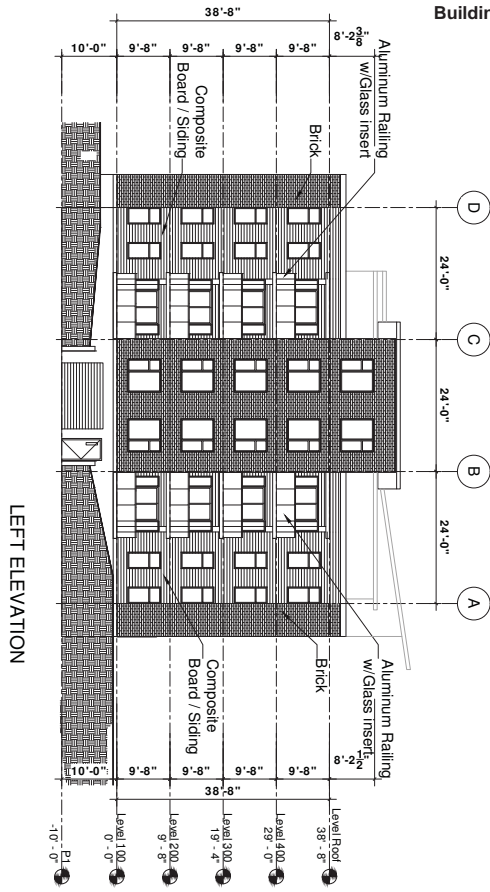 Buildin
D
C
B
A
24'-0"
24'-0"
24'-0"
8'-2 3/8"
9'-8"
9'-8"
9'-8"
9'-8"
10'-0"
38'-8"
Aluminum Railing
w/Glass insert
Brick
Composite
Board / Siding
Aluminum Railing
w/Glass insert
Brick
Composite
Board / Siding
8'-2 1/2"
9'-8"
9'-8"
9'-8"
9'-8"
10'-0"
38'-8"
Level Roof
38' - 8"
Level 400
29' - 0"
Level 300
19' - 4"
Level 200
9' - 8"
Level 100
0' - 0"
P1
-10' - 0"
LEFT ELEVATION